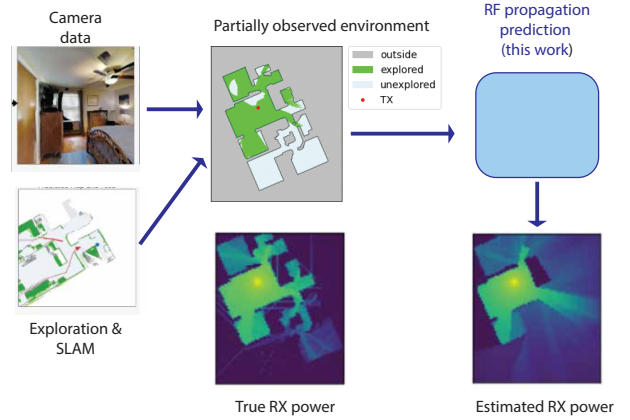 Camera
data
Partially observed environment
RF propagation
prediction
(this work)
outside
explored
unexplored
TX
Exploration &
SLAM
True RX power
Estimated RX power